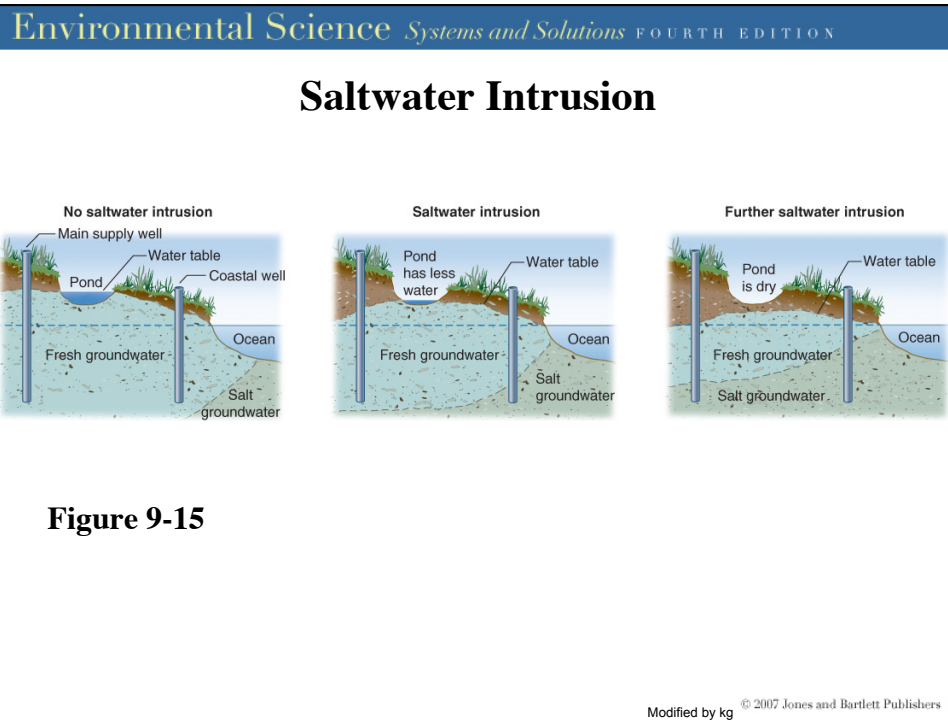 Environmental Science Systems and Solutions FOURTH EDITION
Saltwater Intrusion
No saltwater intrusion
Main supply well
Water table
Pond
Coastal well
Ocean
Fresh groundwater
Salt
groundwater
Saltwater intrusion
Pond
has less
water
Water table
Ocean
Fresh groundwater
Salt
groundwater
Further saltwater intrusion
Pond
is dry
Water table
Ocean
Fresh groundwater
Salt groundwater
Figure 9-15
Modified by kg © 2007 Jones and Bartlett Publishers